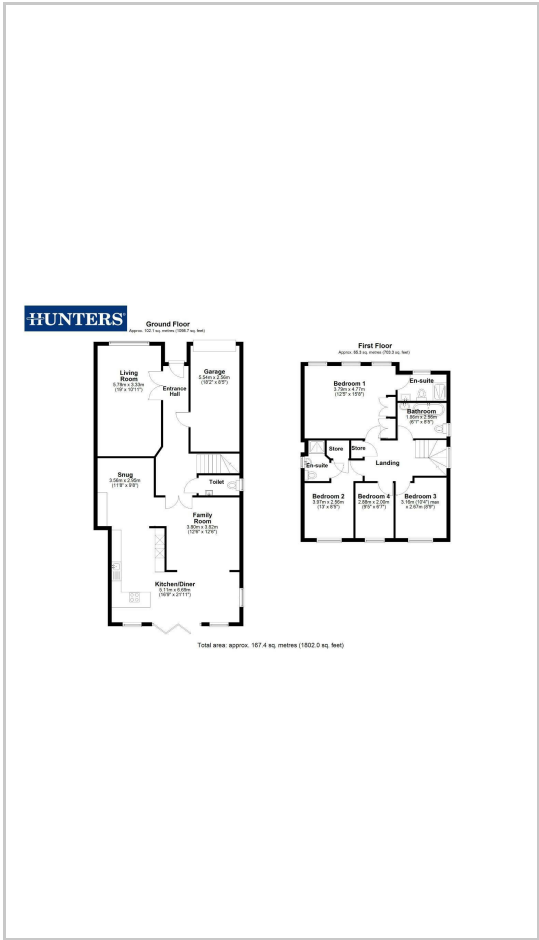 HUNTERS
Ground Floor
Approx. 102.1 sq. metres (1098.7 sq. feet)
Living
Room
5.78m x 3.33m
(19' x 10'11")
Entrance
Hall
Garage
5.54m x 2.56m
(18'2" x 8'5")
Snug
3.56m x 2.95m
(11'8" x 9'8")
Toilet
Family
Room
3.80m x 3.82m
(12'6" x 12'6")
Kitchen/Diner
5.11m x 6.69m
(16'9" x 21'11")
First Floor
Approx. 65.3 sq. metres (703.3 sq. feet)
Bedroom 1
3.79m x 4.77m
(12'5" x 15'8")
En-suite
Bathroom
1.86m x 2.56m
(6'1" x 8'5")
Store
Store
En-suite
Landing
Bedroom 2
3.97m x 2.58m
(13' x 8'6")
Bedroom 4
2.88m x 2.00m
(9'5" x 6'7")
Bedroom 3
3.16m (10'4") max
x 2.67m (8'9")
Total area: approx. 167.4 sq. metres (1802.0 sq. feet)